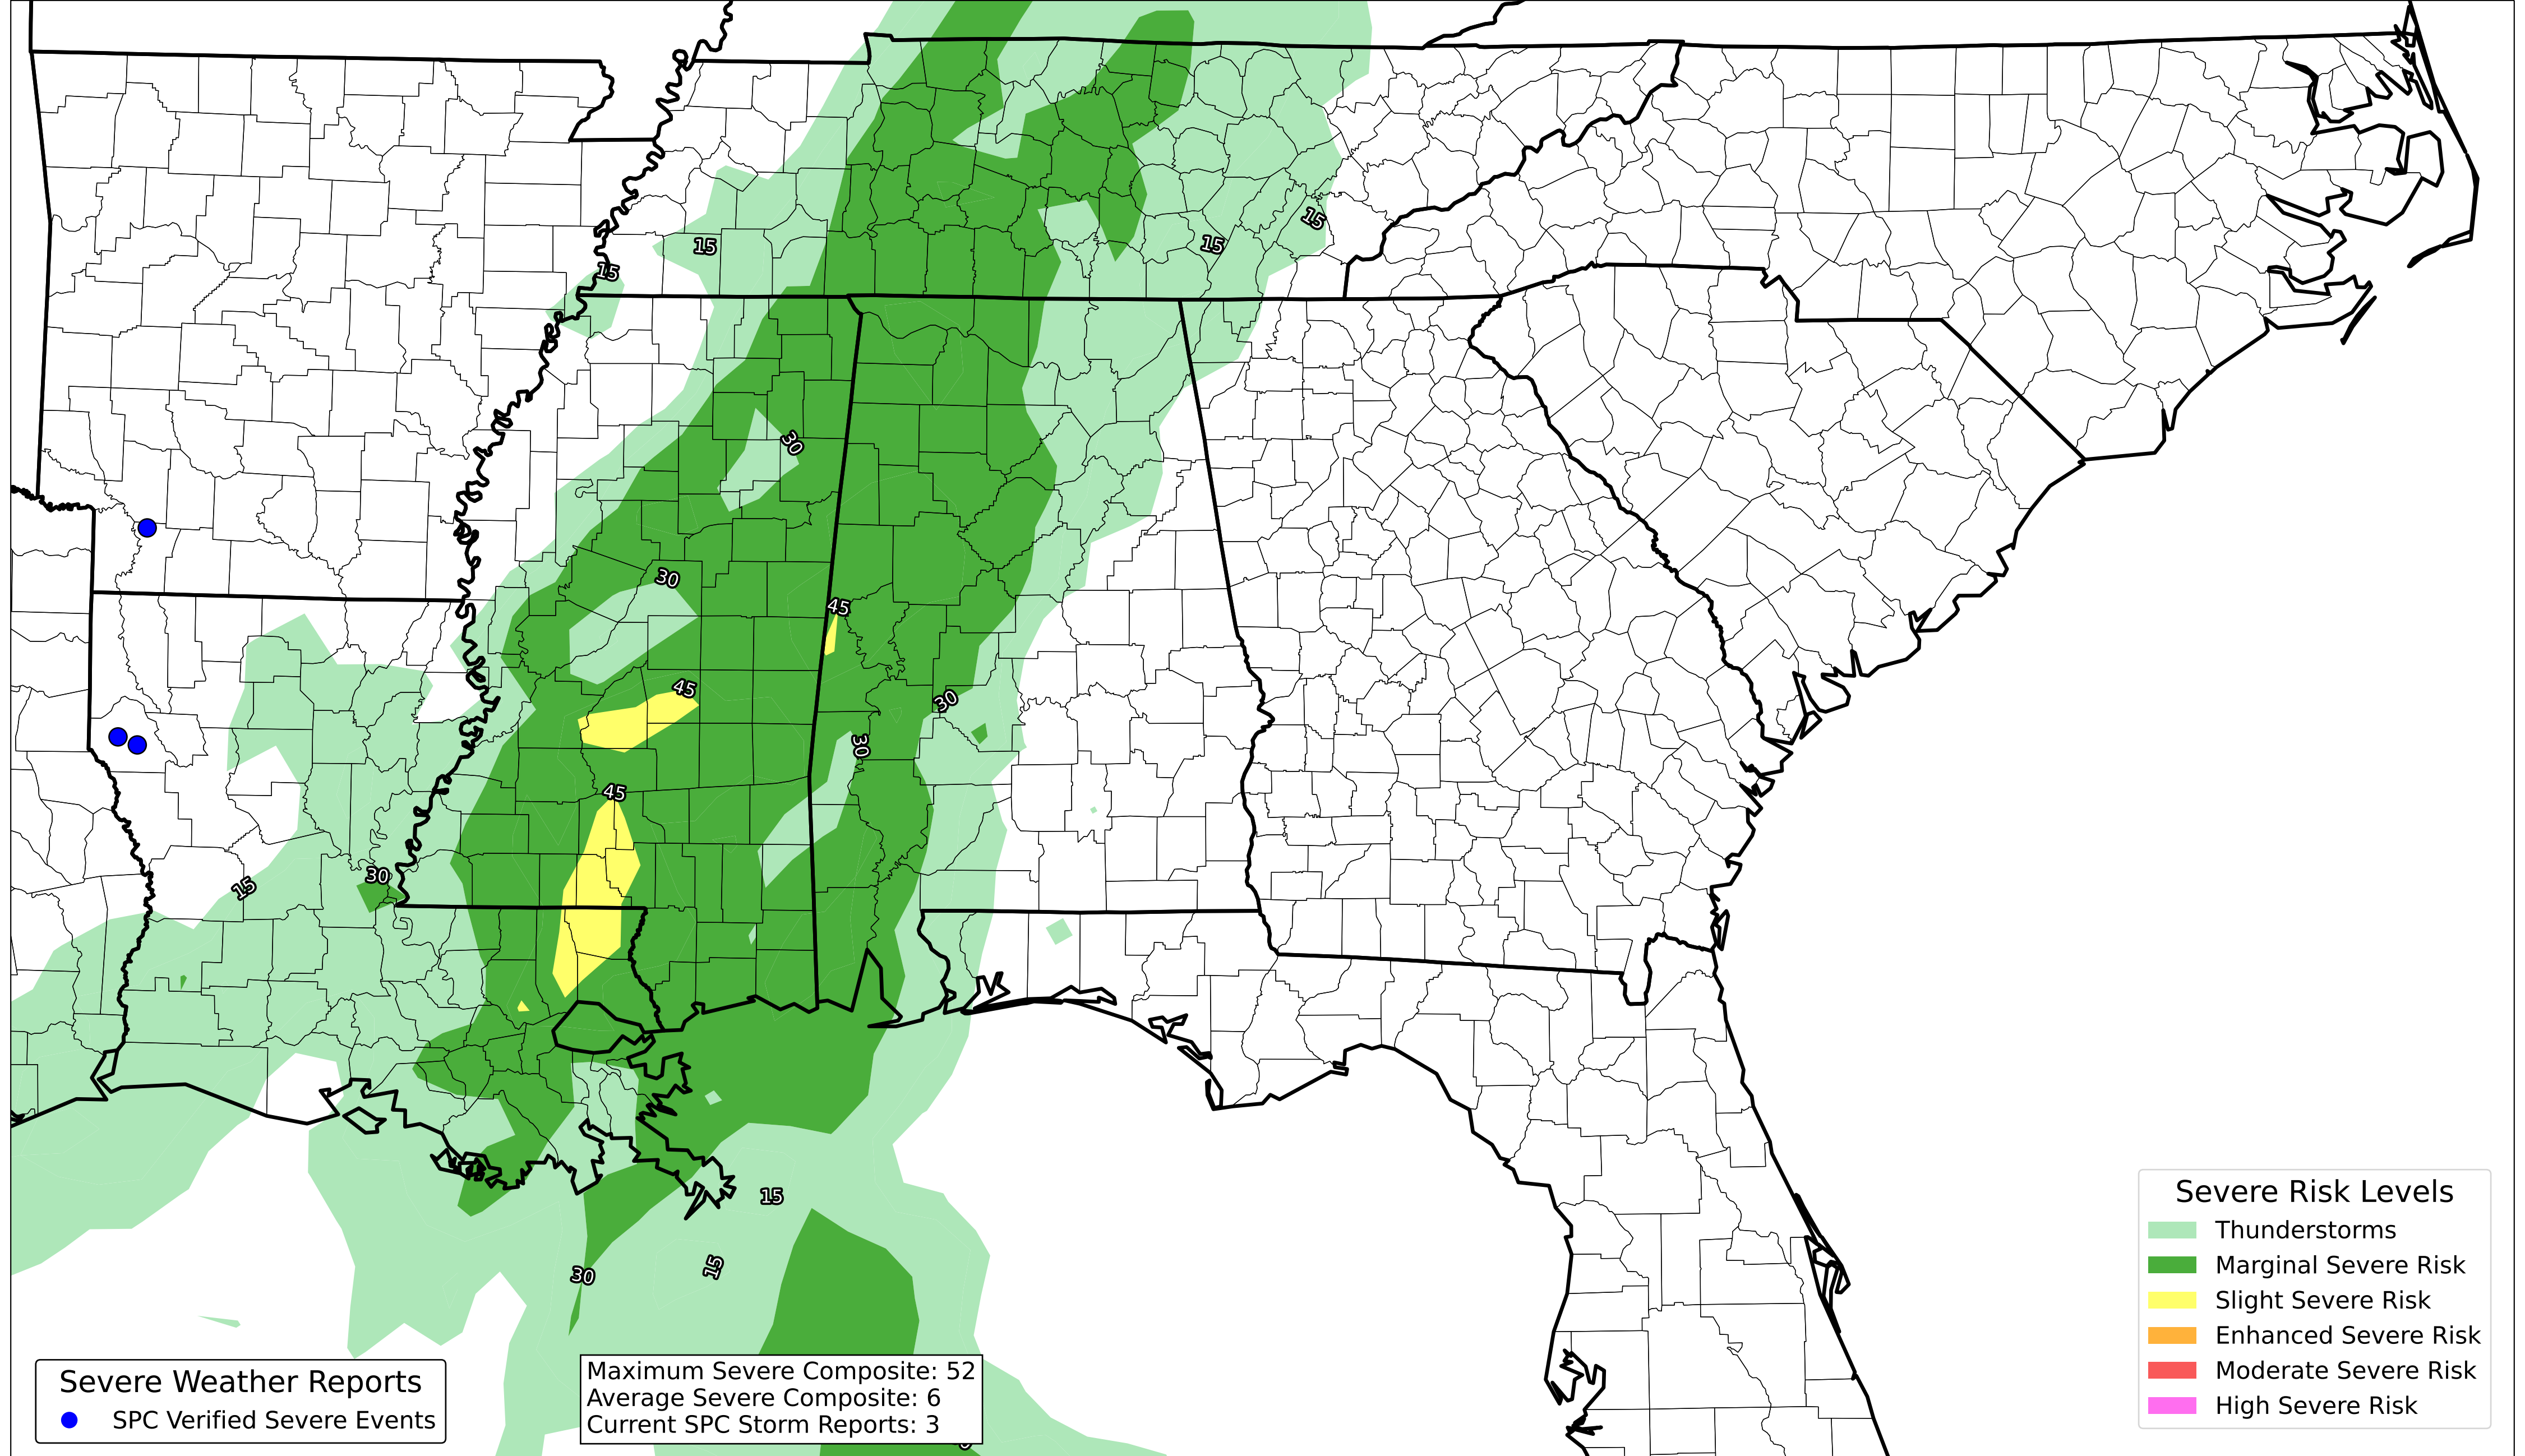 15
15
15
15
30
30
45
45
30
30
45
30
15
15
15
30
Severe Risk Levels
Thunderstorms
Marginal Severe Risk
Slight Severe Risk
Enhanced Severe Risk
Moderate Severe Risk
High Severe Risk
Severe Weather Reports
SPC Verified Severe Events
Maximum Severe Composite: 52
Average Severe Composite: 6
Current SPC Storm Reports: 3